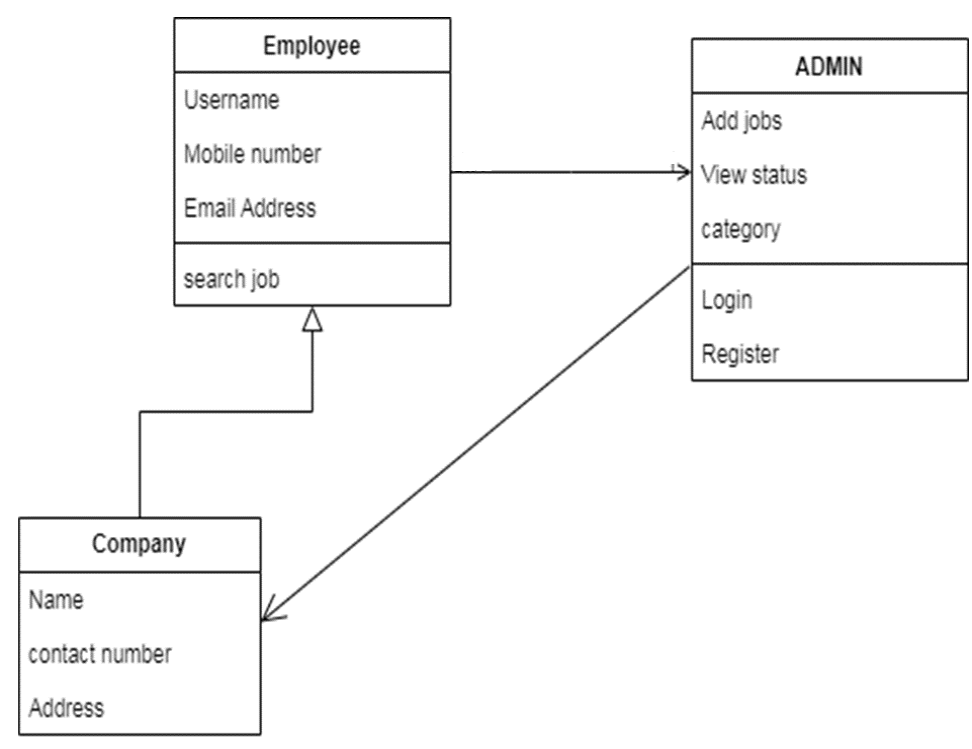 Employee
Username
Mobile number
Email Address
search job
ADMIN
Add jobs
View status
category
Login
Register
Company
Name
contact number
Address